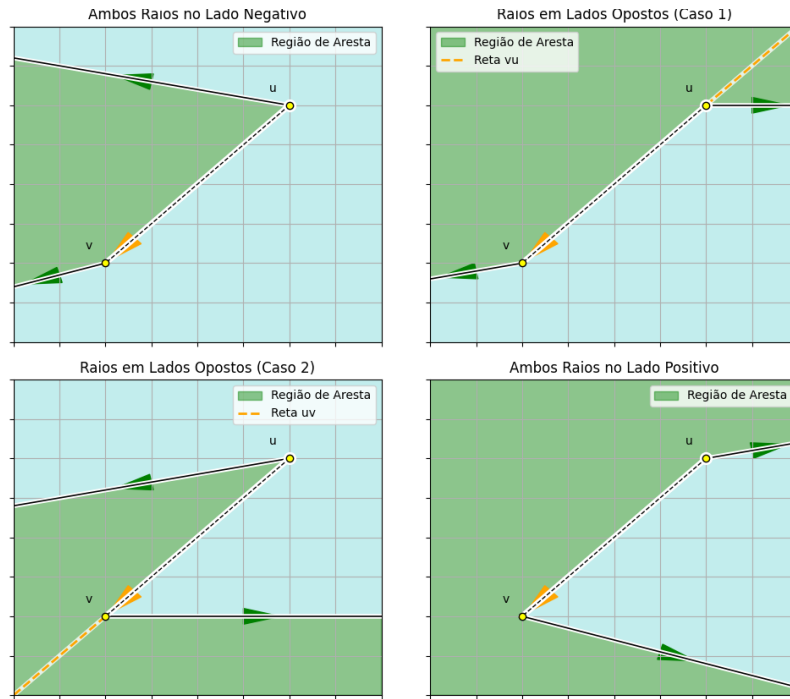 Ambos Raios no Lado Negativo
Região de Aresta
u
v
Raios em Lados Opostos (Caso 1)
Região de Aresta
Reta vu
u
v
Raios em Lados Opostos (Caso 2)
Região de Aresta
Reta uv
u
v
Ambos Raios no Lado Positivo
Região de Aresta
u
v